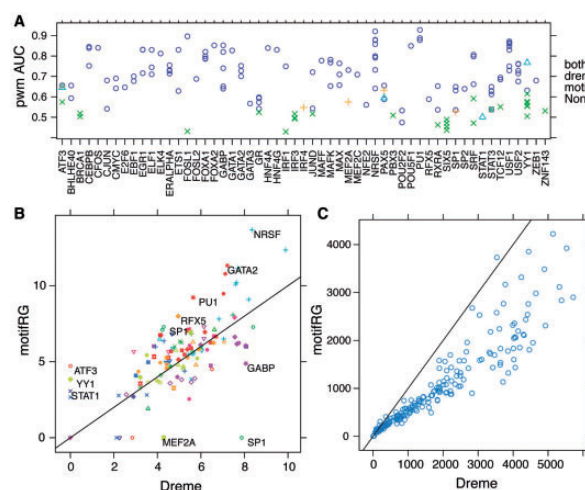 A
pwm AUC
0.9
0.8
0.7
0.6
0.5
both
drem
motif
Non
ATF3
BHLHE40
BRCA1
CEBPB
CFOS
CJUN
CMYC
E2F6
EBF1
EGR1
ELF1
ELK4
ERALPHA
ETS1
FOSL1
FOSL2
FOXA1
FOXA2
GABP
GATA1
GATA2
GATA3
GR
HNF4A
HNF4G
IRF1
IRF3
IRF4
JUND
MAFF
MAFK
MAX
MEF2A
MEF2C
NFE2
NRSF
PAX5
PBX3
POU2F2
POU5F1
PU1
RFX5
RXRA
SIX5
SP1
SP2
SRF
STAT1
STAT3
TCF12
USF1
USF2
YY1
ZEB1
ZNF143
B
motifRG
10
5
0
NRSF
GATA2
PU1
RFX5
SP1
ATF3
YY1
STAT1
GABP
MEF2A
SP1
0 2 4 6 8 10
Dreme
C
motifRG
4000
3000
2000
1000
0
0 1000 2000 3000 4000 5000
Dreme